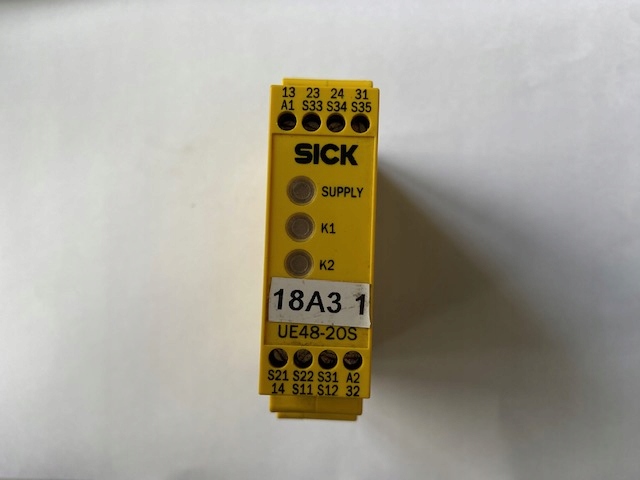 13 23 24 31
A1 S33 S34 S35
SICK
SUPPLY
K1
K2
18A3 1
UE48-2OS
S21 S22 S31 A2
14 S11 S12 32